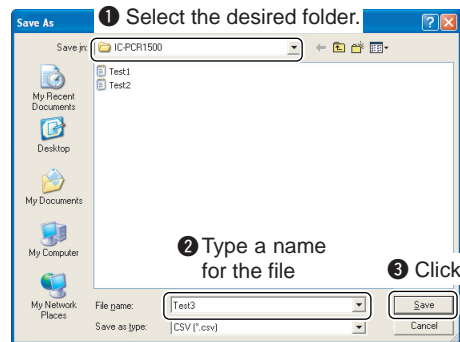 Save As
❶ Select the desired folder.
Save in:
IC-PCR1500
Test1
Test2
My Recent
Documents
Desktop
My Documents
My Computer
My Network
Places
❷ Type a name
for the file
❸ Click
File name:
Test3
Save
Save as type:
CSV (*.csv)
Cancel